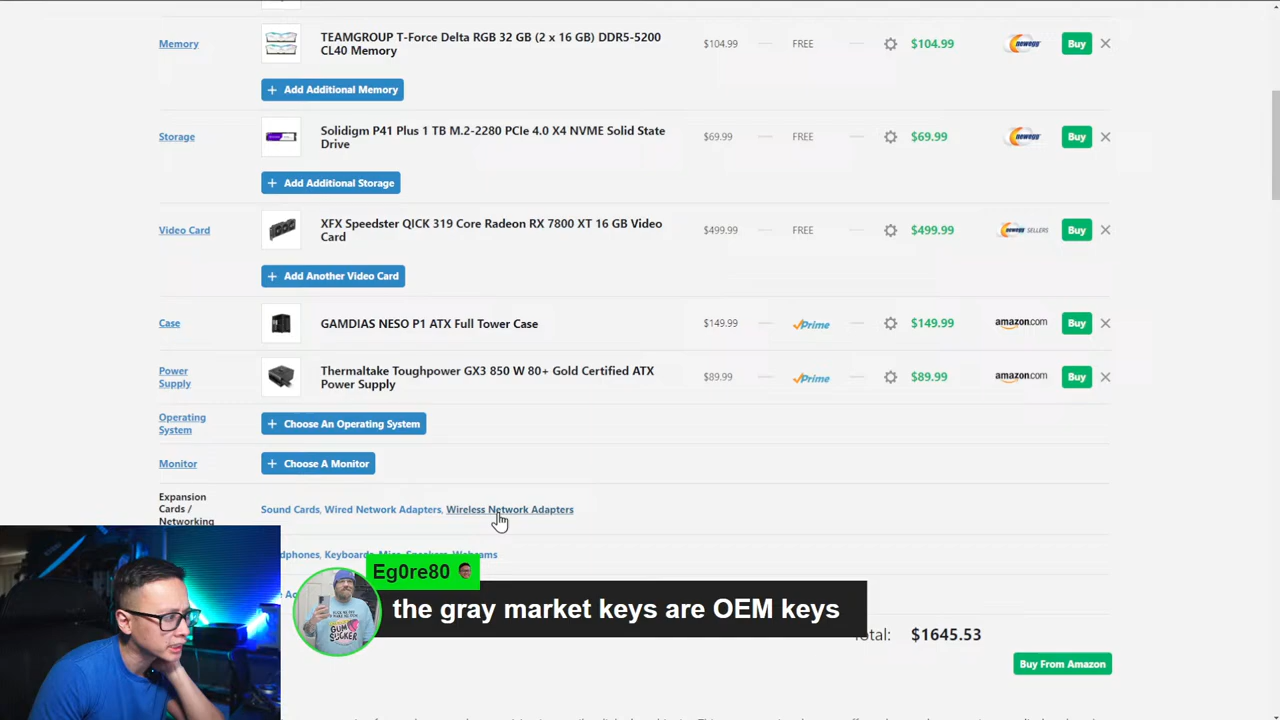 Memory
TEAMGROUP T-Force Delta RGB 32 GB (2 x 16 GB) DDR5-5200
CL40 Memory
$104.99
FREE
$104.99
newegg
Buy
Add Additional Memory
Storage
Solidigm P41 Plus 1 TB M.2-2280 PCIe 4.0 X4 NVME Solid State
Drive
$69.99
FREE
$69.99
newegg
Buy
Add Additional Storage
Video Card
XFX Speedster QICK 319 Core Radeon RX 7800 XT 16 GB Video
Card
$499.99
FREE
$499.99
newegg SELLERS
Buy
Add Another Video Card
Case
GAMDIAS NESO P1 ATX Full Tower Case
$149.99
Prime
$149.99
amazon.com
Buy
Power
Supply
Thermaltake Toughpower GX3 850 W 80+ Gold Certified ATX
Power Supply
$89.99
Prime
$89.99
amazon.com
Buy
Operating
System
Choose An Operating System
Monitor
Choose A Monitor
Expansion
Cards /
Networking
Sound Cards, Wired Network Adapters, Wireless Network Adapters
Eg0re80
the gray market keys are OEM keys
$1645.53
Buy From Amazon